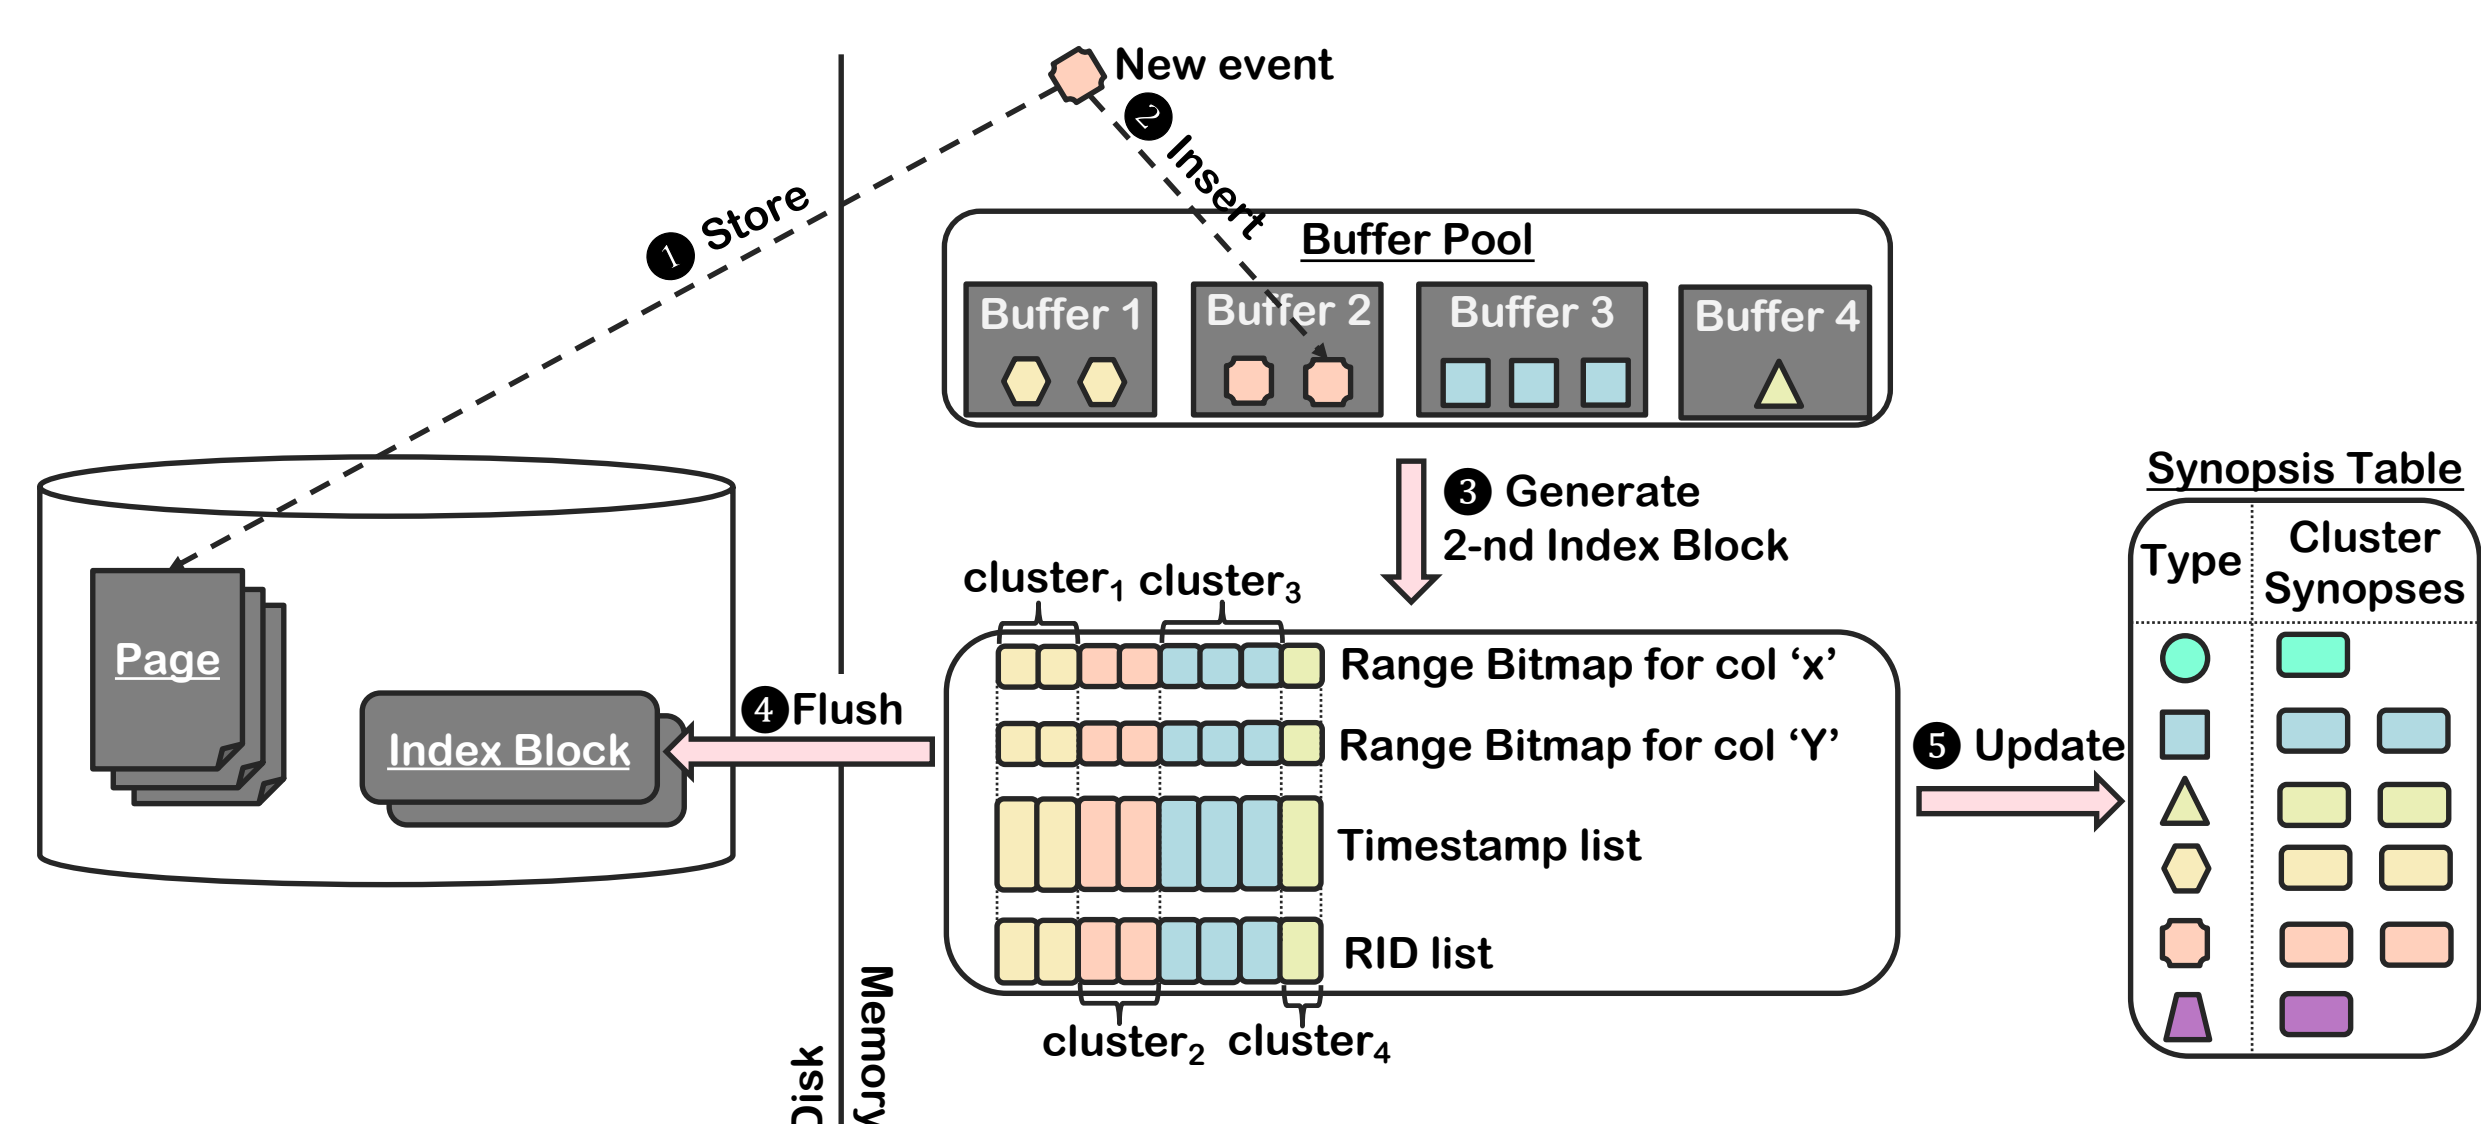 New event
❷ Insert
❶ Store
Buffer Pool
Buffer 1
Buffer 2
Buffer 3
Buffer 4
❸ Generate
2-nd Index Block
Synopsis Table
Type
Cluster
Synopses
cluster₁
cluster₃
Page
Index Block
❹Flush
Range Bitmap for col ‘x’
Range Bitmap for col ‘Y’
Timestamp list
RID list
❺ Update
cluster₂
cluster₄
Disk
Memory